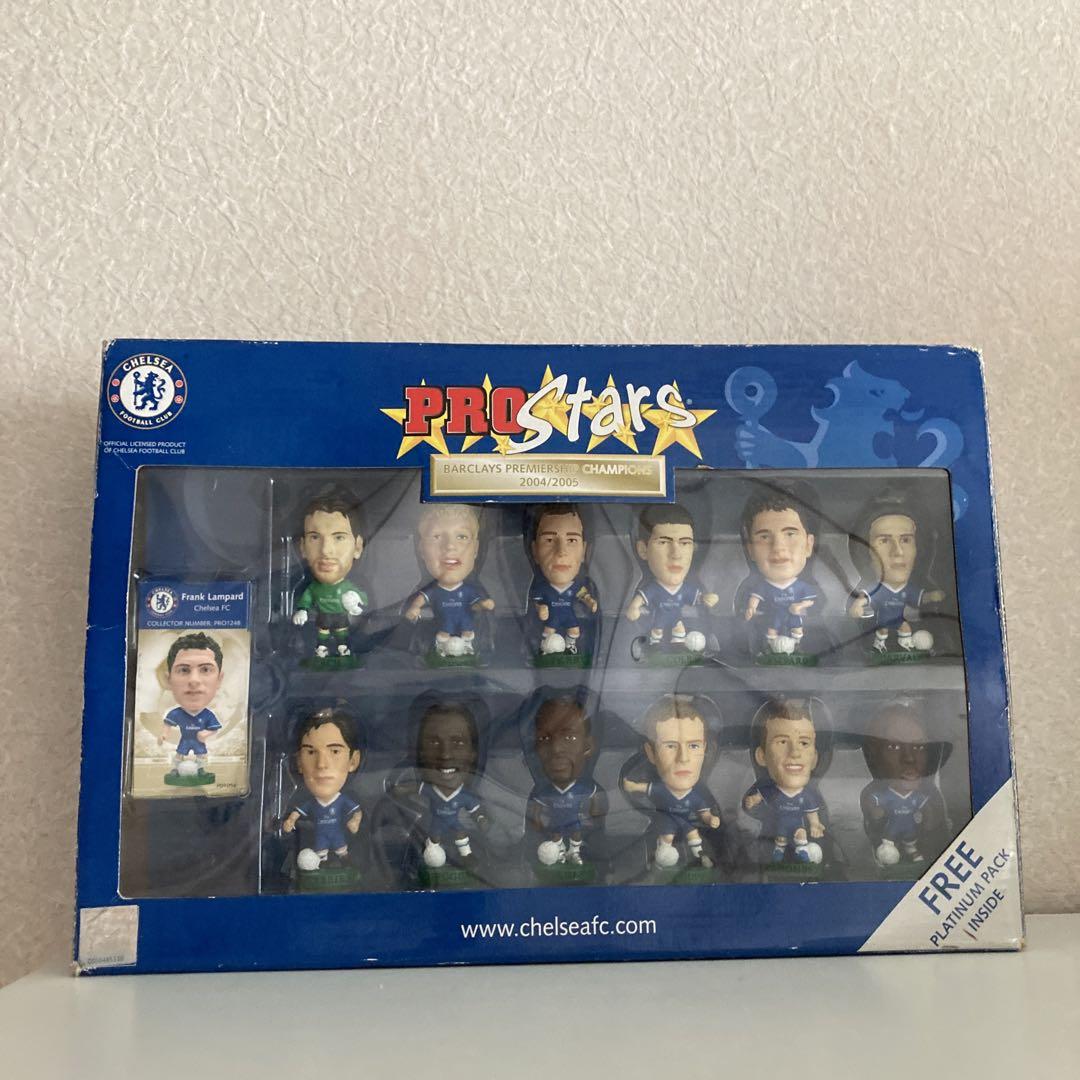 CHELSEA
FOOTBALL CLUB
OFFICIAL LICENSED PRODUCT
OF CHELSEA FOOTBALL CLUB
PROStars
BARCLAYS PREMIERSHIP CHAMPIONS
2004/2005
Frank Lampard
Chelsea FC
COLLECTOR NUMBER: PRO1248
www.chelseafc.com
FREE
PLATINUM PACK
INSIDE